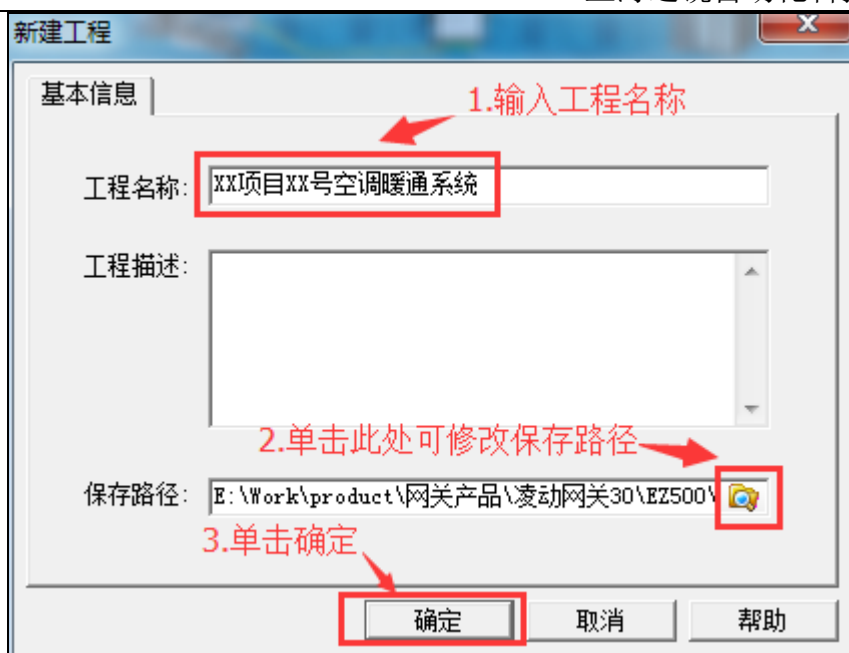 新建工程
基本信息
1.输入工程名称
工程名称:
XX项目XX号空调暖通系统
工程描述:
2.单击此处可修改保存路径
保存路径:
E:\Work\product\网关产品\凌动网关30\EZ500\
3.单击确定
确定
取消
帮助